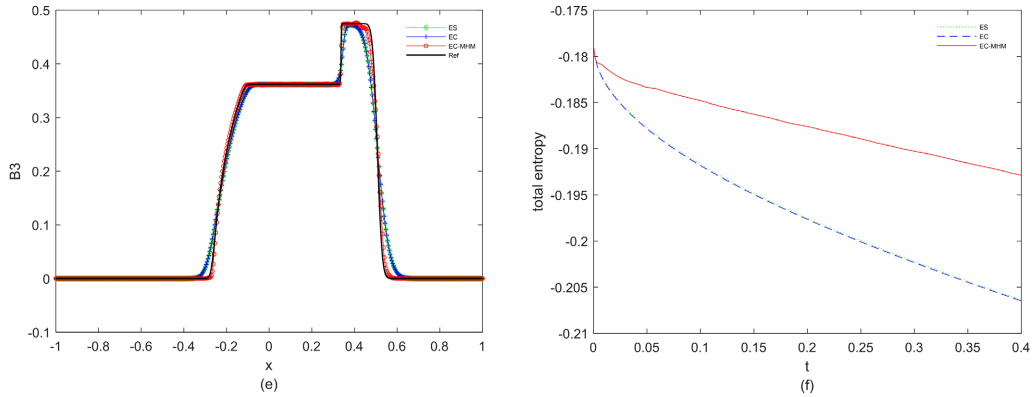 0.5
0.4
0.3
0.2
0.1
0
-0.1
B3
-1 -0.8 -0.6 -0.4 -0.2 0 0.2 0.4 0.6 0.8 1
x
(e)
ES
EC
EC-MHM
Ref
-0.175
-0.18
-0.185
-0.19
-0.195
-0.2
-0.205
-0.21
total entropy
0 0.05 0.1 0.15 0.2 0.25 0.3 0.35 0.4
t
(f)
ES
EC
EC-MHM